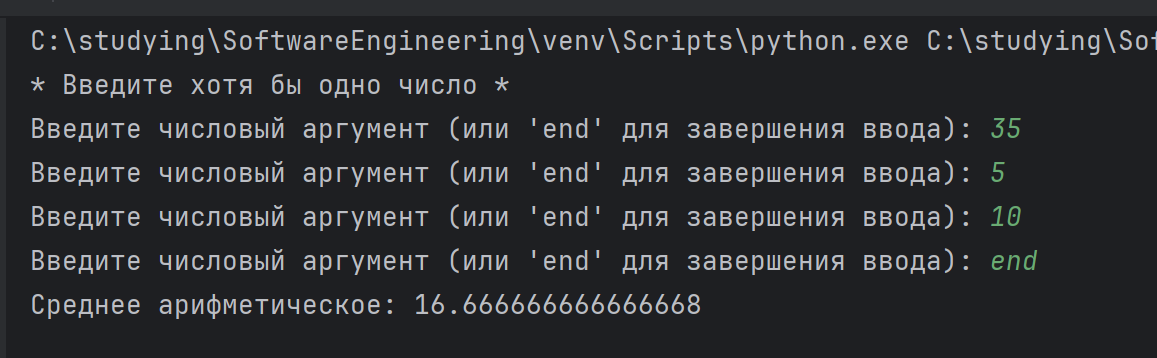 C:\studying\SoftwareEngineering\venv\Scripts\python.exe C:\studying\Sof
* Введите хотя бы одно число *
Введите числовый аргумент (или 'end' для завершения ввода): 35
Введите числовый аргумент (или 'end' для завершения ввода): 5
Введите числовый аргумент (или 'end' для завершения ввода): 10
Введите числовый аргумент (или 'end' для завершения ввода): end
Среднее арифметическое: 16.666666666666668